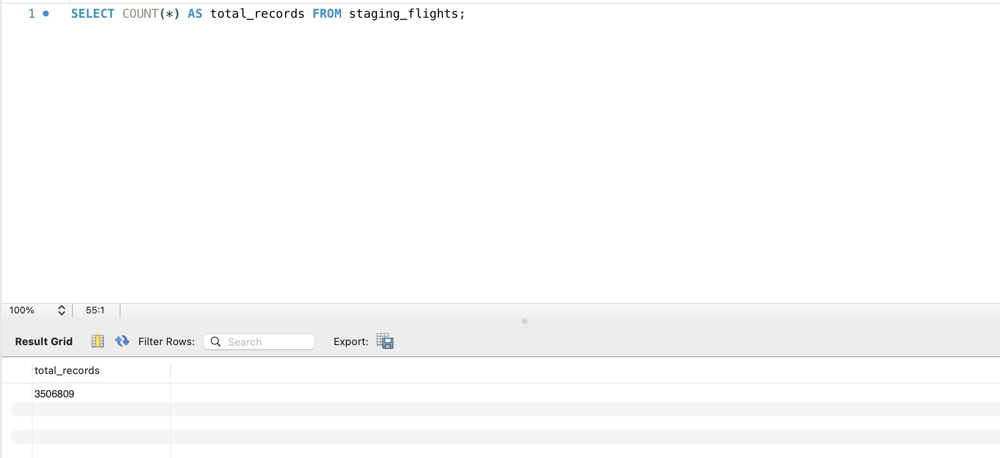 1 SELECT COUNT(*) AS total_records FROM staging_flights;
100% 55:1
Result Grid Filter Rows: Search Export:
total_records
3506809